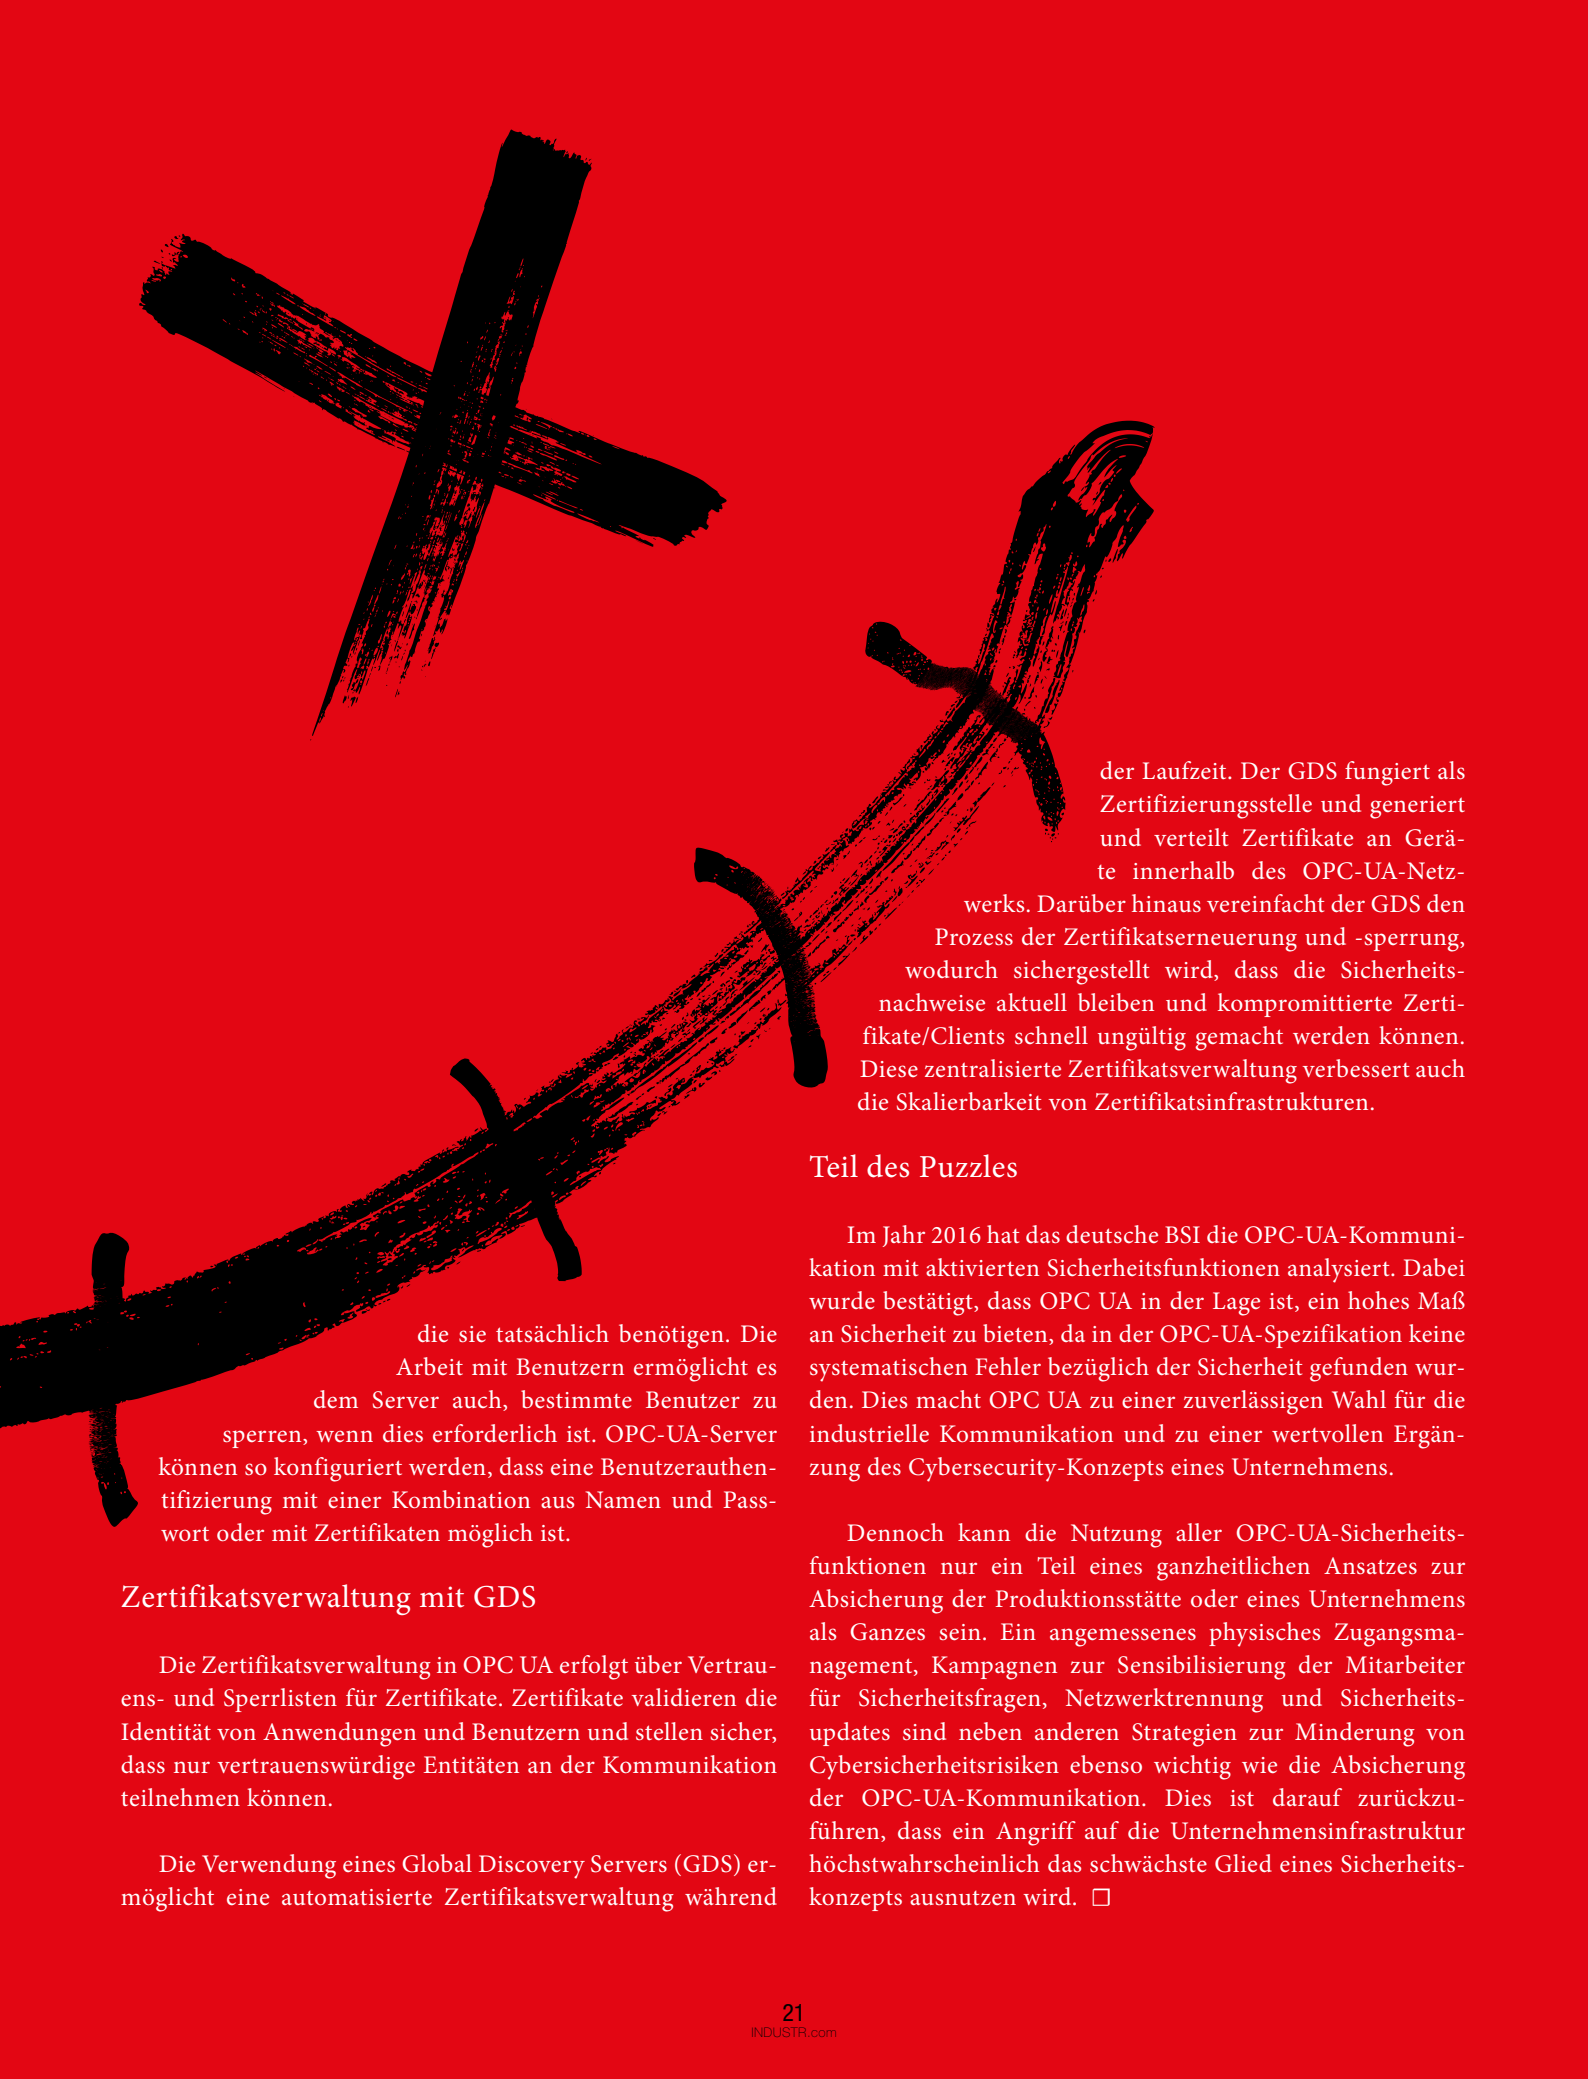 die sie tatsächlich benötigen. Die
Arbeit mit Benutzern ermöglicht es
dem Server auch, bestimmte Benutzer zu
sperren, wenn dies erforderlich ist. OPC-UA-Server
können so konfiguriert werden, dass eine Benutzerauthen-
tifizierung mit einer Kombination aus Namen und Pass-
wort oder mit Zertifikaten möglich ist.
Zertifikatsverwaltung mit GDS
Die Zertifikatsverwaltung in OPC UA erfolgt über Vertrau-
ens- und Sperrlisten für Zertifikate. Zertifikate validieren die
Identität von Anwendungen und Benutzern und stellen sicher,
dass nur vertrauenswürdige Entitäten an der Kommunikation
teilnehmen können.
Die Verwendung eines Global Discovery Servers (GDS) er-
möglicht eine automatisierte Zertifikatsverwaltung während
der Laufzeit. Der GDS fungiert als
Zertifizierungsstelle und generiert
und verteilt Zertifikate an Gerä-
te innerhalb des OPC-UA-Netz-
werks. Darüber hinaus vereinfacht der GDS den
Prozess der Zertifikatserneuerung und -sperrung,
wodurch sichergestellt wird, dass die Sicherheits-
nachweise aktuell bleiben und kompromittierte Zerti-
fikate/Clients schnell ungültig gemacht werden können.
Diese zentralisierte Zertifikatsverwaltung verbessert auch
die Skalierbarkeit von Zertifikatsinfrastrukturen.
Teil des Puzzles
Im Jahr 2016 hat das deutsche BSI die OPC-UA-Kommuni-
kation mit aktivierten Sicherheitsfunktionen analysiert. Dabei
wurde bestätigt, dass OPC UA in der Lage ist, ein hohes Maß
an Sicherheit zu bieten, da in der OPC-UA-Spezifikation keine
systematischen Fehler bezüglich der Sicherheit gefunden wur-
den. Dies macht OPC UA zu einer zuverlässigen Wahl für die
industrielle Kommunikation und zu einer wertvollen Ergän-
zung des Cybersecurity-Konzepts eines Unternehmens.
Dennoch kann die Nutzung aller OPC-UA-Sicherheits-
funktionen nur ein Teil eines ganzheitlichen Ansatzes zur
Absicherung der Produktionsstätte oder eines Unternehmens
als Ganzes sein. Ein angemessenes physisches Zugangsma-
nagement, Kampagnen zur Sensibilisierung der Mitarbeiter
für Sicherheitsfragen, Netzwerktrennung und Sicherheits-
updates sind neben anderen Strategien zur Minderung von
Cybersicherheitsrisiken ebenso wichtig wie die Absicherung
der OPC-UA-Kommunikation. Dies ist darauf zurückzu-
führen, dass ein Angriff auf die Unternehmensinfrastruktur
höchstwahrscheinlich das schwächste Glied eines Sicherheits-
konzepts ausnutzen wird. ❒
21
INDUSTR.com